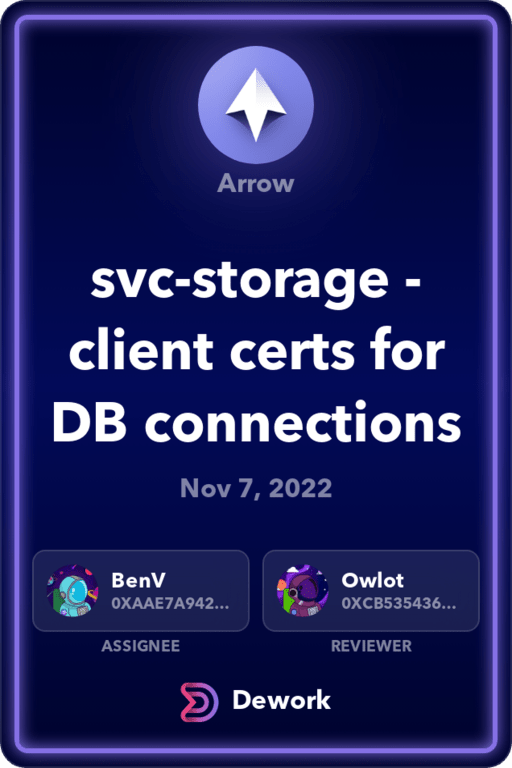 Arrow
svc-storage -
client certs for
DB connections
Nov 7, 2022
BenV
0XAAE7A942...
ASSIGNEE
Owlot
0XCB535436...
REVIEWER
Dework